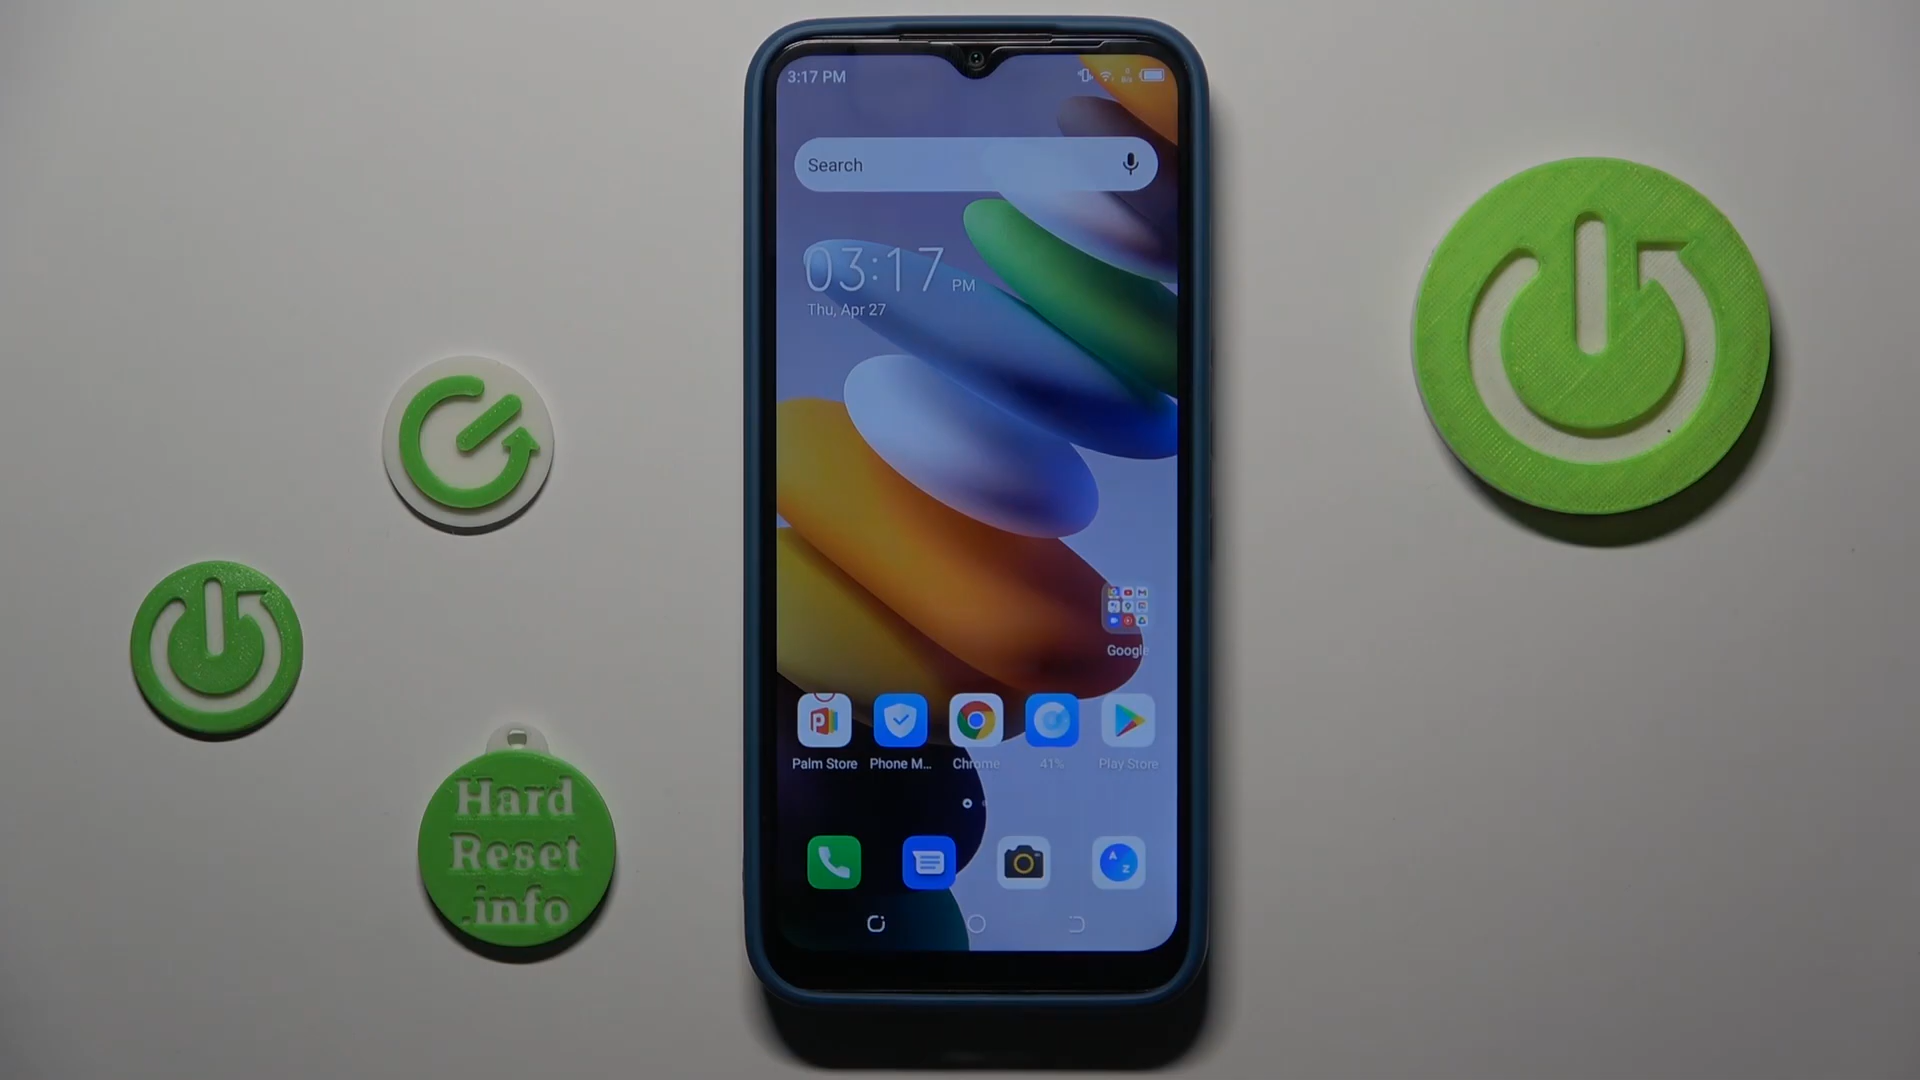 3:17 PM
Search
03:17 PM
Thu, Apr 27
Google
Palm Store
Phone M...
Chrome
41%
Play Store
A
Z
Hard
Reset
.info